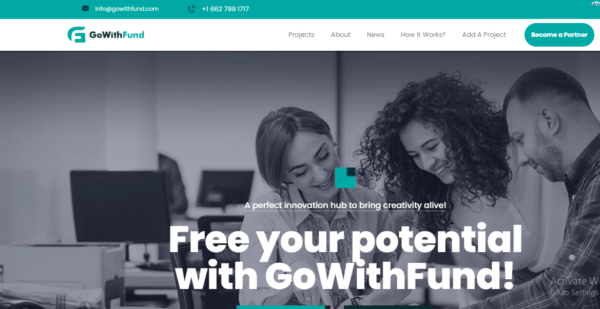 info@gowithfund.com +1 662 799 1717
GoWithFund Projects About News How It Works? Add A Project Become a Partner
A perfect innovation hub to bring creativity alive!
Free your potential
with GoWithFund!
Activate W
Go to Settings